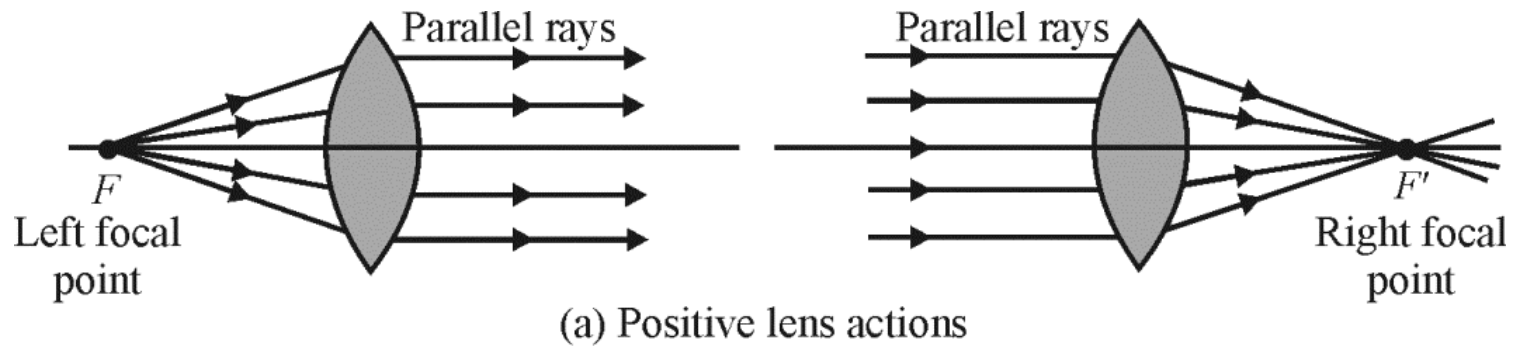 Parallel rays
Parallel rays
F
F'
Left focal
point
Right focal
point
(a) Positive lens actions